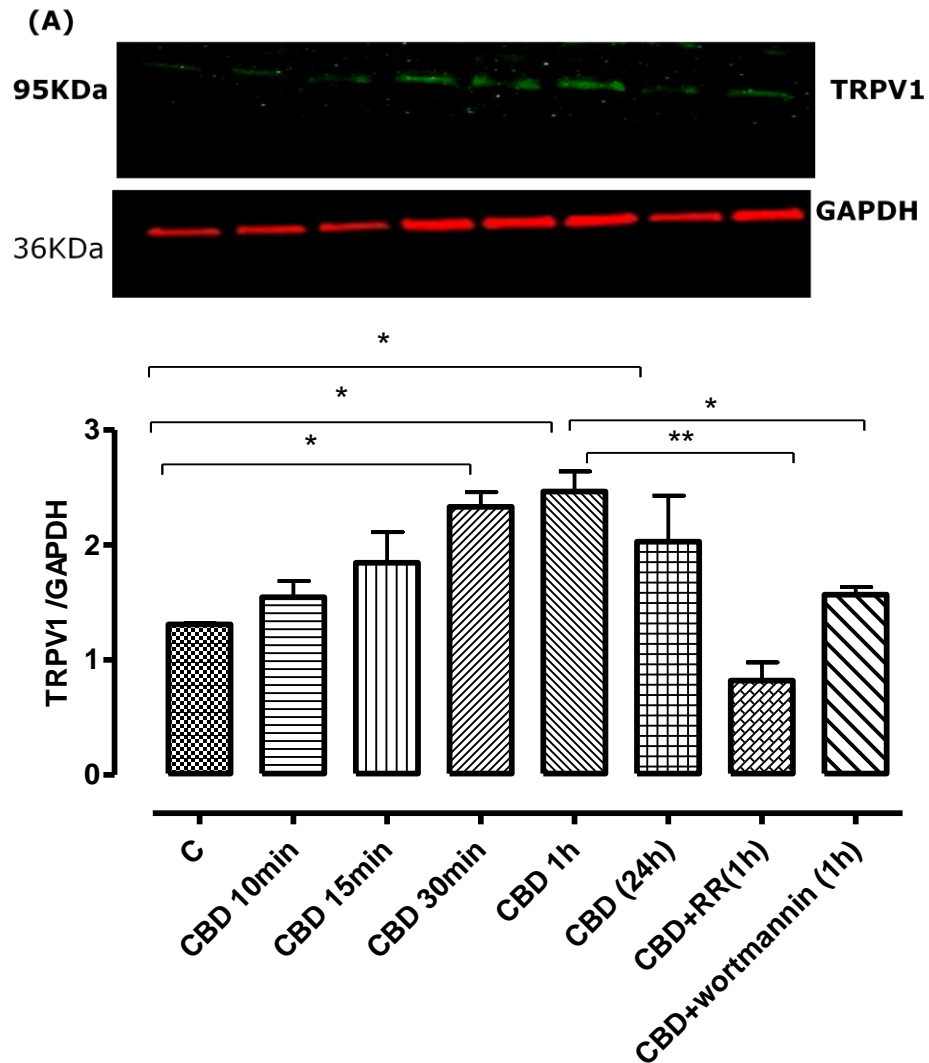 (A)
95KDa
TRPV1
GAPDH
36KDa
*
*
*
*
**
3
2
1
0
TRPV1 /GAPDH
C
CBD 10min
CBD 15min
CBD 30min
CBD 1h
CBD (24h)
CBD+RR(1h)
CBD+wortmannin (1h)